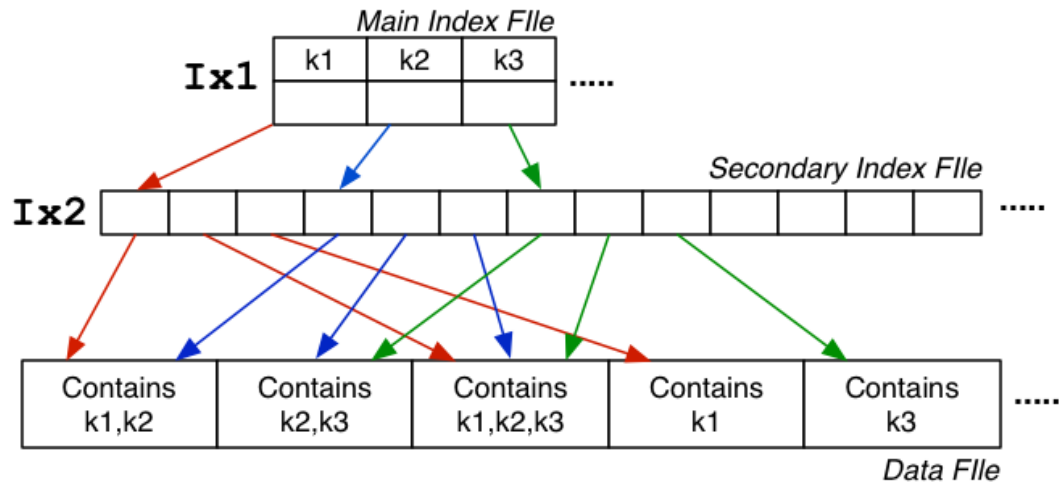 Main Index FIle
Ix1
k1 k2 k3 .....
Secondary Index FIle
Ix2 .....
Contains k1,k2
Contains k2,k3
Contains k1,k2,k3
Contains k1
Contains k3
.....
Data FIle